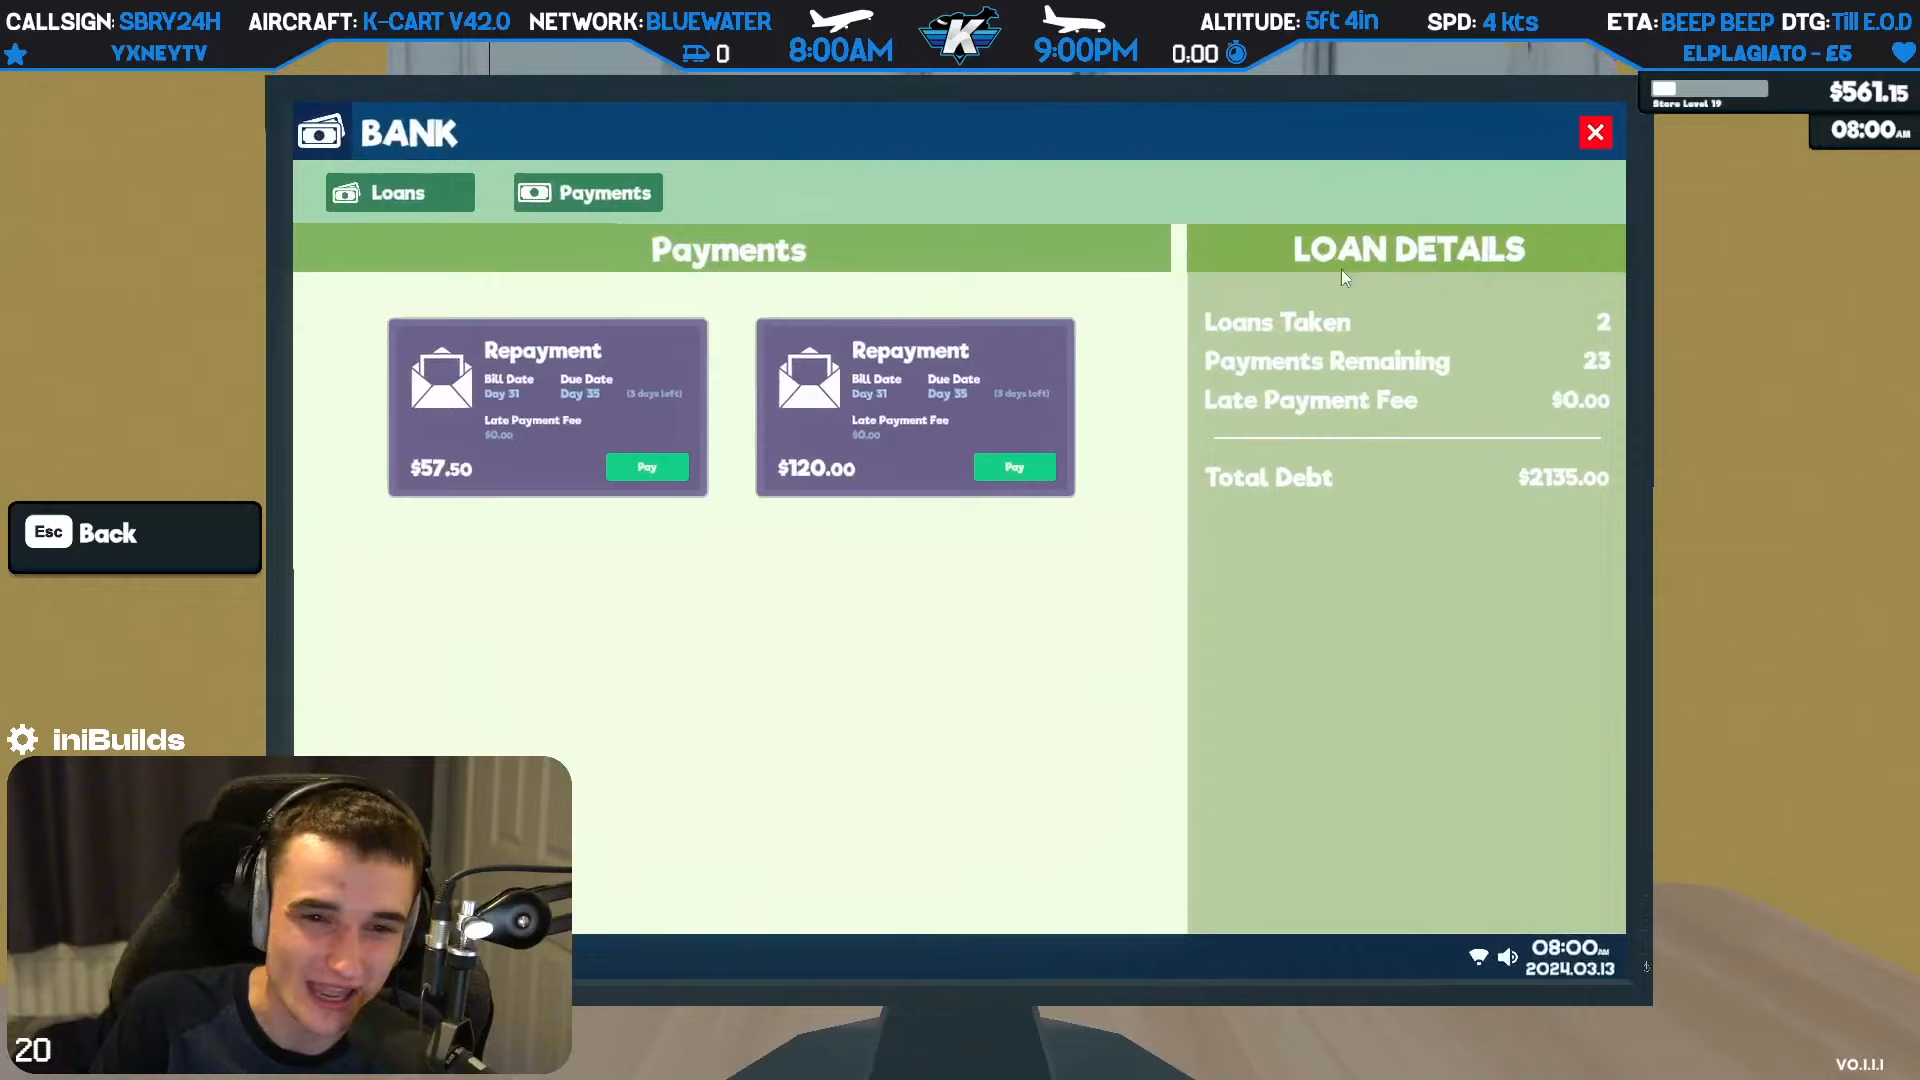 CALLSIGN: SBRY24H AIRCRAFT: K-CART V42.0 NETWORK: BLUEWATER ALTITUDE: 5ft 4in SPD: 4 kts ETA: BEEP BEEP DTG: Till E.O.D
YXNEYTV 0 8:00AM K 9:00PM 0:00 ELPLAGIATO - £5
Store Level 19 $561.15
08:00AM
BANK
Loans Payments
Payments
LOAN DETAILS
Repayment
Bill Date Due Date
Day 31 Day 35 (3 days left)
Late Payment Fee
$0.00
$57.50 Pay
Repayment
Bill Date Due Date
Day 31 Day 35 (3 days left)
Late Payment Fee
$0.00
$120.00 Pay
Loans Taken 2
Payments Remaining 23
Late Payment Fee $0.00
Total Debt $2135.00
Esc Back
iniBuilds
08:00AM
2024.03.13
20
V0.1.1.1